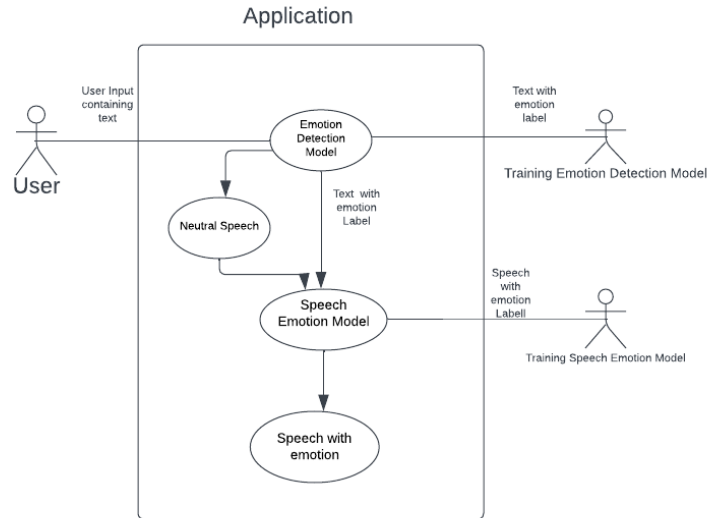 Application
User Input
containing
text
User
Emotion
Detection
Model
Text with
emotion
label
Training Emotion Detection Model
Neutral Speech
Text with
emotion
Label
Speech
Emotion Model
Speech
with
emotion
Labell
Training Speech Emotion Model
Speech with
emotion